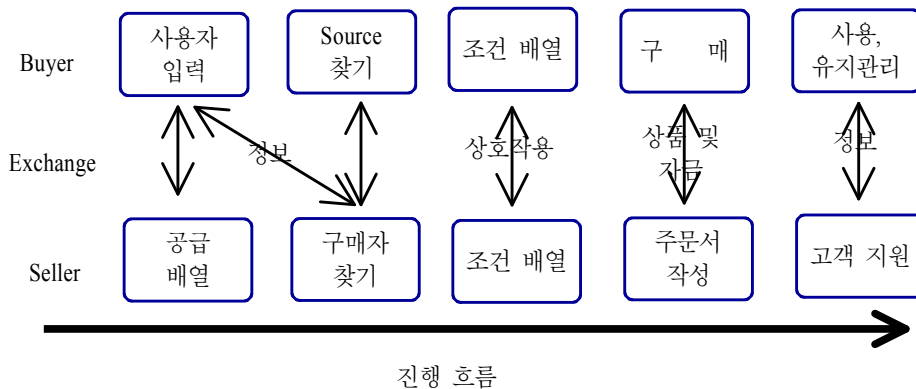 Buyer
사용자
입력
Source
찾기
조건 배열
구 매
사용,
유지관리
Exchange
정보
상호작용
상품 및
자금
정보
Seller
공급
배열
구매자
찾기
조건 배열
주문서
작성
고객 지원
진행 흐름